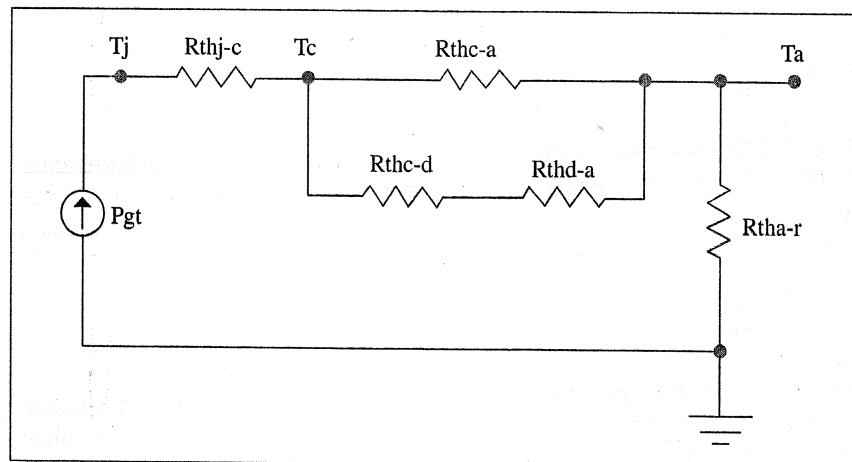 Tj
Rthj-c
Tc
Rthc-a
Ta
Rthc-d
Rthd-a
Pgt
Rtha-r